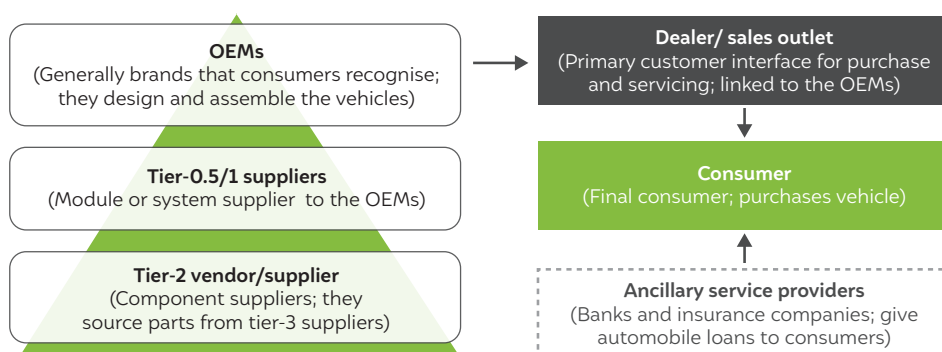 OEMs
(Generally brands that consumers recognise;
they design and assemble the vehicles)
Tier-0.5/1 suppliers
(Module or system supplier to the OEMs)
Tier-2 vendor/supplier
(Component suppliers; they
source parts from tier-3 suppliers)
Dealer/ sales outlet
(Primary customer interface for purchase
and servicing; linked to the OEMs)
Consumer
(Final consumer; purchases vehicle)
Ancillary service providers
(Banks and insurance companies; give
automobile loans to consumers)